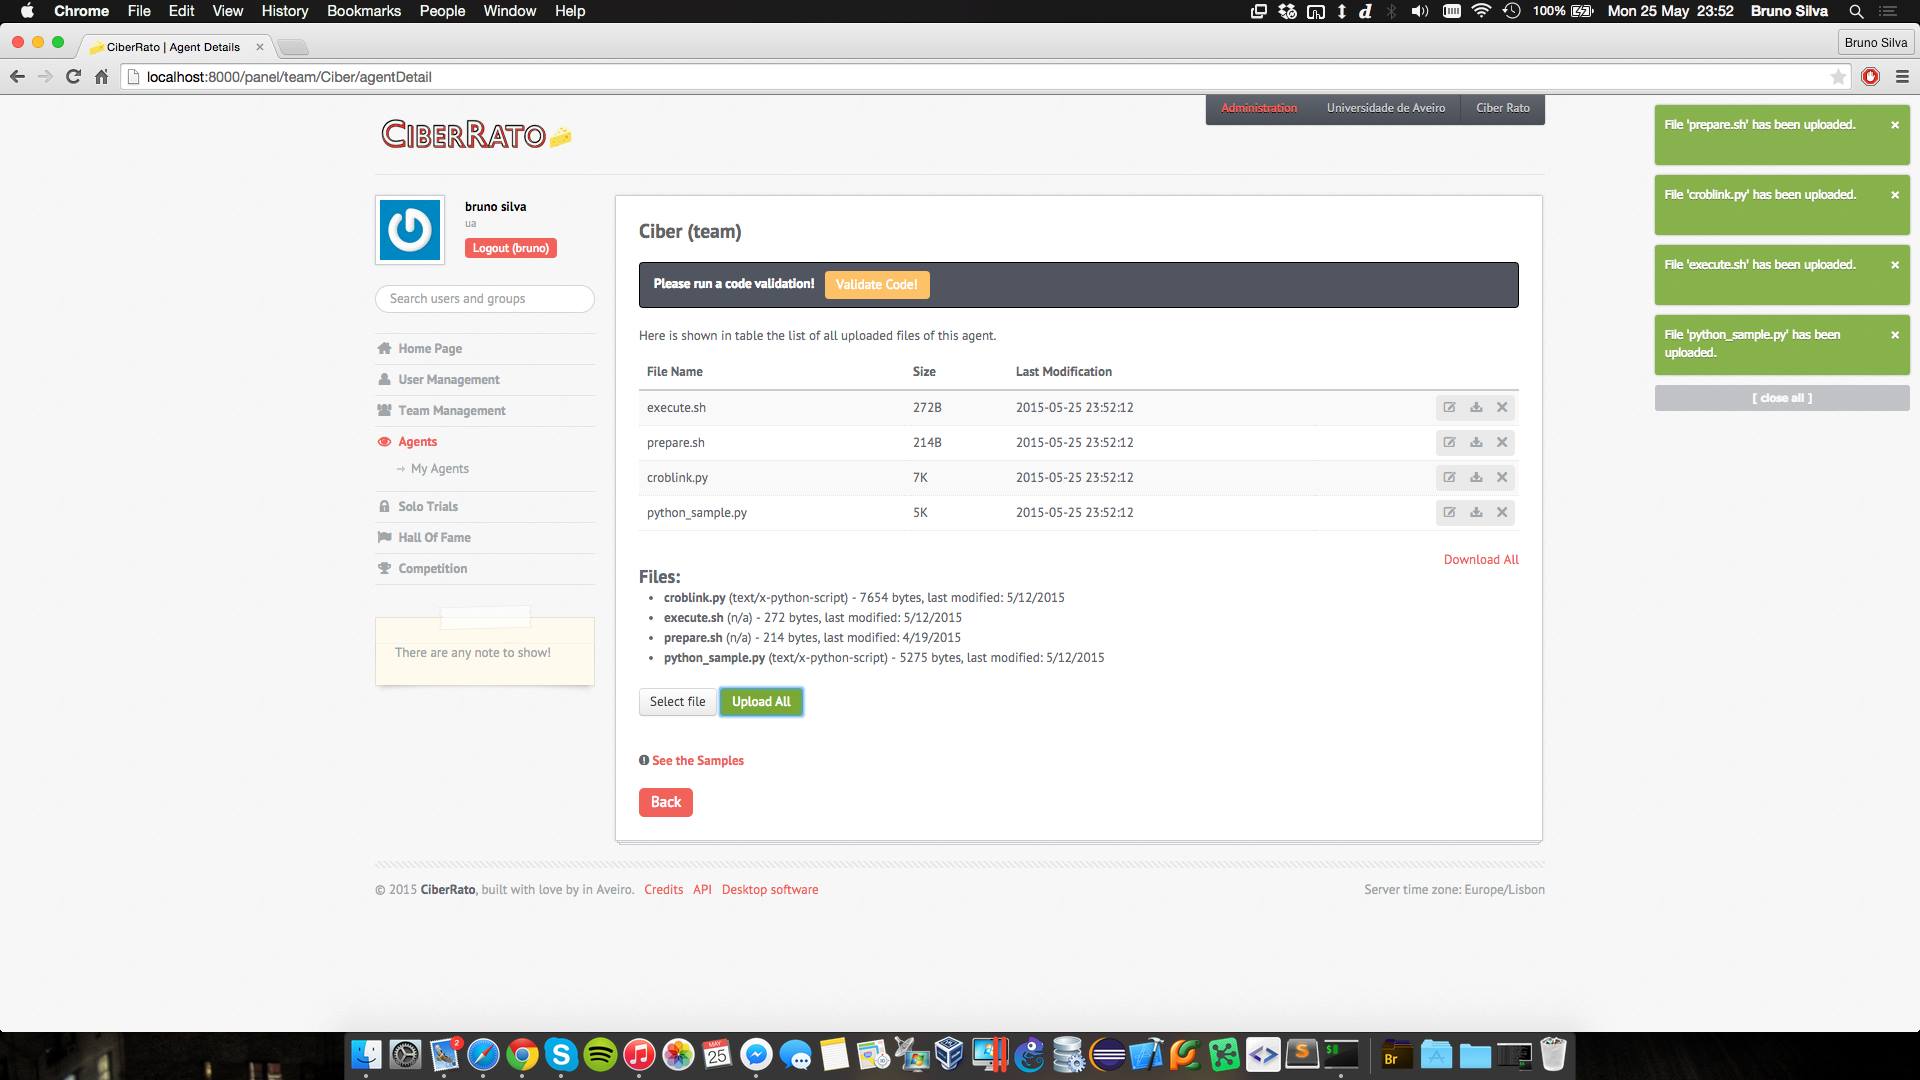 Chrome File Edit View History Bookmarks People Window Help 100% Mon 25 May 23:52 Bruno Silva
CiberRato | Agent Details × Bruno Silva
localhost:8000/panel/team/Ciber/agentDetail
Administration Universidade de Aveiro Ciber Rato
CIBERRATO
bruno silva
ua
Logout (bruno)
Search users and groups
Home Page
User Management
Team Management
Agents
→ My Agents
Solo Trials
Hall Of Fame
Competition
There are any note to show!
Ciber (team)
Please run a code validation! Validate Code!
Here is shown in table the list of all uploaded files of this agent.
File Name Size Last Modification
execute.sh 272B 2015-05-25 23:52:12
prepare.sh 214B 2015-05-25 23:52:12
croblink.py 7K 2015-05-25 23:52:12
python_sample.py 5K 2015-05-25 23:52:12
Download All
Files:
• croblink.py (text/x-python-script) - 7654 bytes, last modified: 5/12/2015
• execute.sh (n/a) - 272 bytes, last modified: 5/12/2015
• prepare.sh (n/a) - 214 bytes, last modified: 4/19/2015
• python_sample.py (text/x-python-script) - 5275 bytes, last modified: 5/12/2015
Select file Upload All
See the Samples
Back
File 'prepare.sh' has been uploaded. ×
File 'croblink.py' has been uploaded. ×
File 'execute.sh' has been uploaded. ×
File 'python_sample.py' has been ×
uploaded.
[ close all ]
© 2015 CiberRato, built with love by in Aveiro. Credits API Desktop software Server time zone: Europe/Lisbon
2 MAY 25 S $ Br